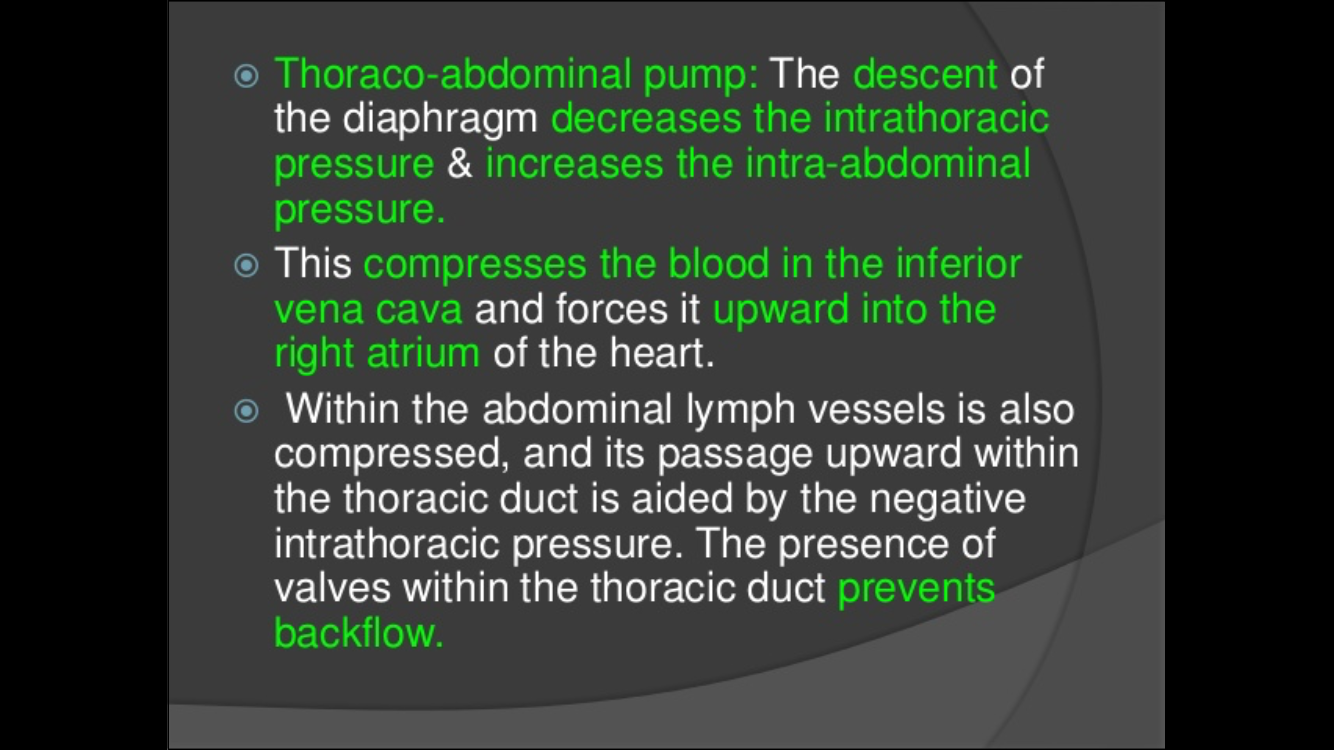 Thoraco-abdominal pump: The descent of
the diaphragm decreases the intrathoracic
pressure & increases the intra-abdominal
pressure.
This compresses the blood in the inferior
vena cava and forces it upward into the
right atrium of the heart.
Within the abdominal lymph vessels is also
compressed, and its passage upward within
the thoracic duct is aided by the negative
intrathoracic pressure. The presence of
valves within the thoracic duct prevents
backflow.